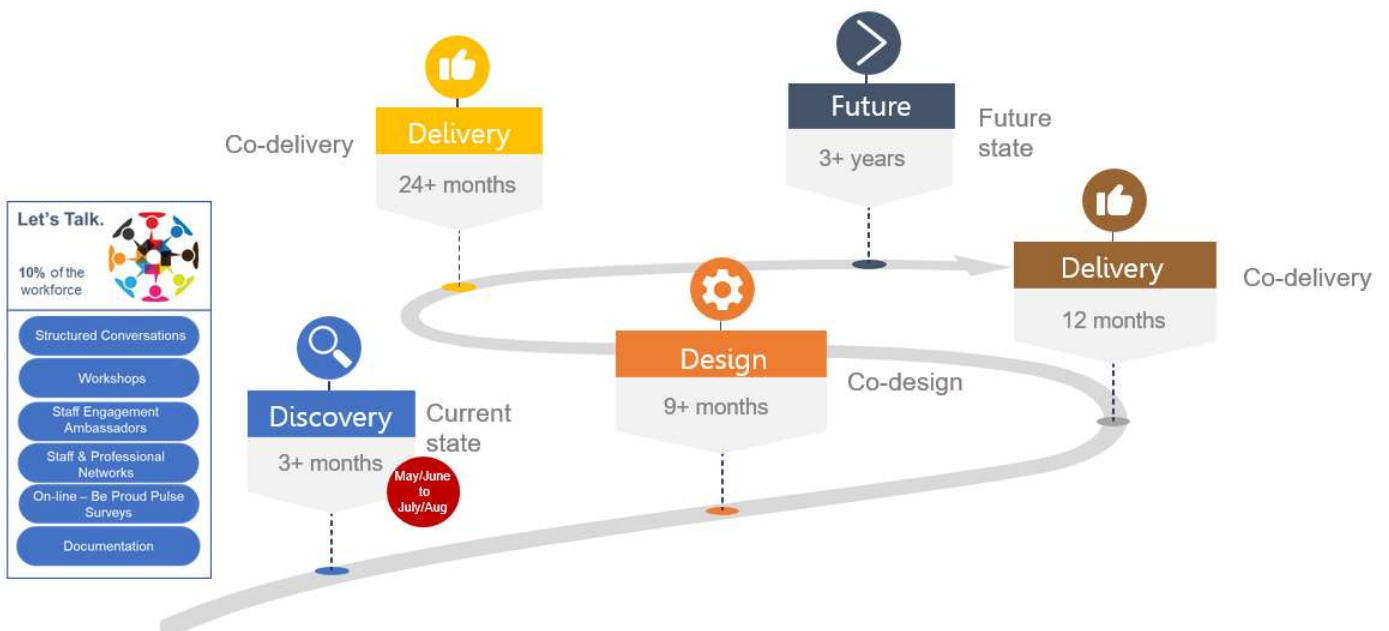 Let's Talk.
10% of the
workforce
Structured Conversations
Workshops
Staff Engagement
Ambassadors
Staff & Professional
Networks
On-line – Be Proud Pulse
Surveys
Documentation
Discovery
3+ months
Current
state
May/June
to
July/Aug
Design
9+ months
Co-design
Delivery
12 months
Co-delivery
Co-delivery
Delivery
24+ months
Future
3+ years
Future
state